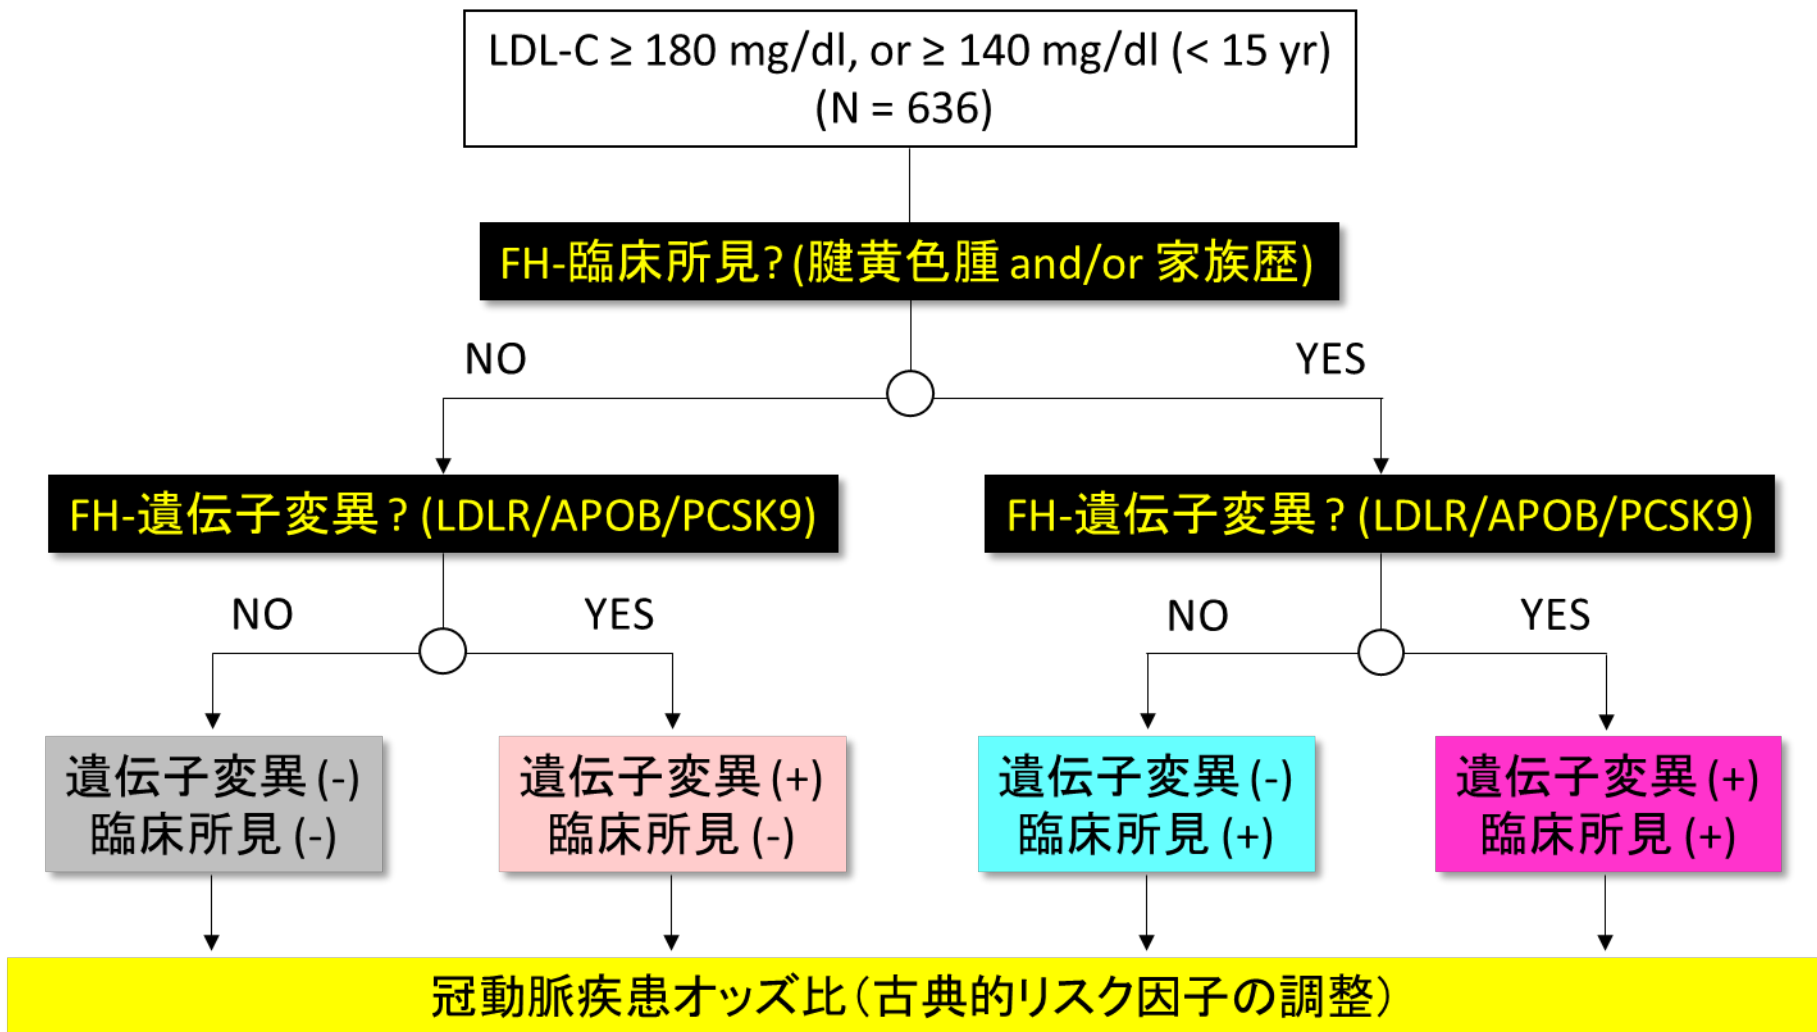 LDL-C ≥ 180 mg/dl, or ≥ 140 mg/dl (< 15 yr)
(N = 636)
FH-臨床所見? (腱黄色腫 and/or 家族歴)
NO
YES
FH-遺伝子変異? (LDLR/APOB/PCSK9)
FH-遺伝子変異? (LDLR/APOB/PCSK9)
NO
YES
NO
YES
遺伝子変異 (-)
臨床所見 (-)
遺伝子変異 (+)
臨床所見 (-)
遺伝子変異 (-)
臨床所見 (+)
遺伝子変異 (+)
臨床所見 (+)
冠動脈疾患オッズ比（古典的リスク因子の調整）